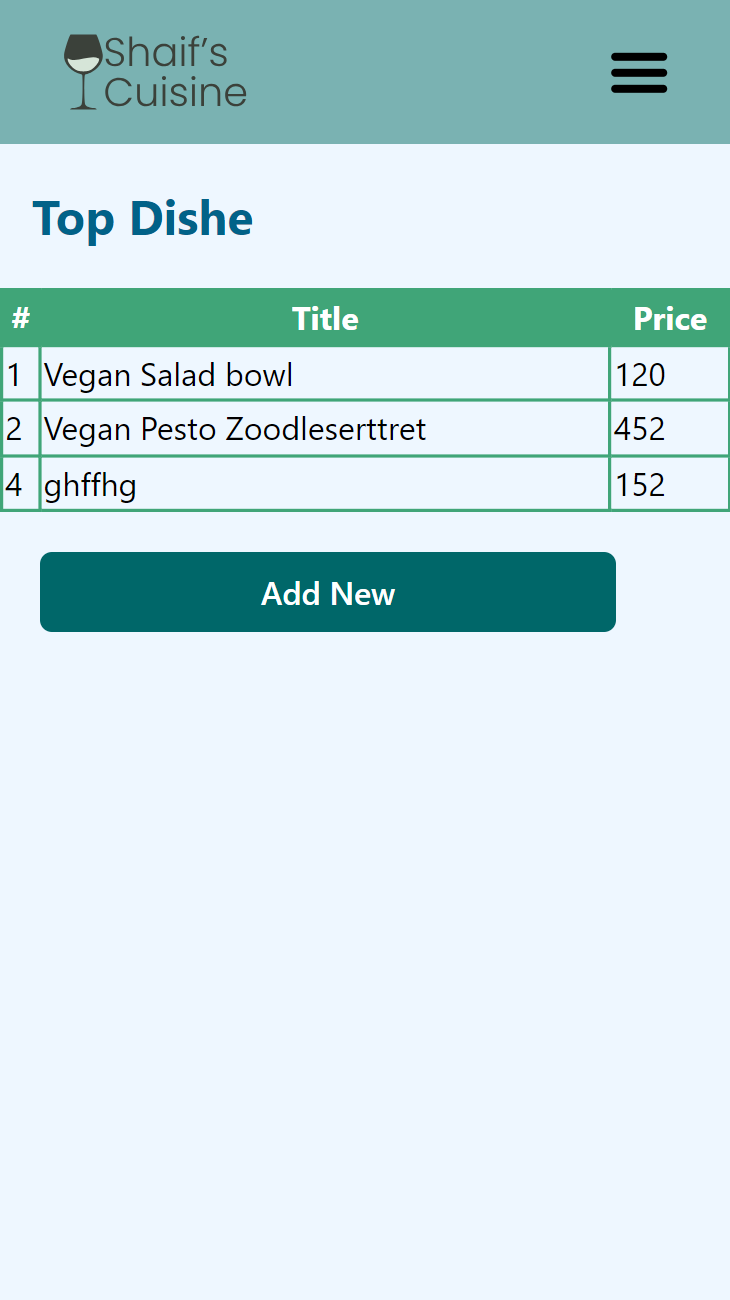 Shaif's
Cuisine
Top Dishe
# Title Price
1 Vegan Salad bowl 120
2 Vegan Pesto Zoodleserttret 452
4 ghffhg 152
Add New